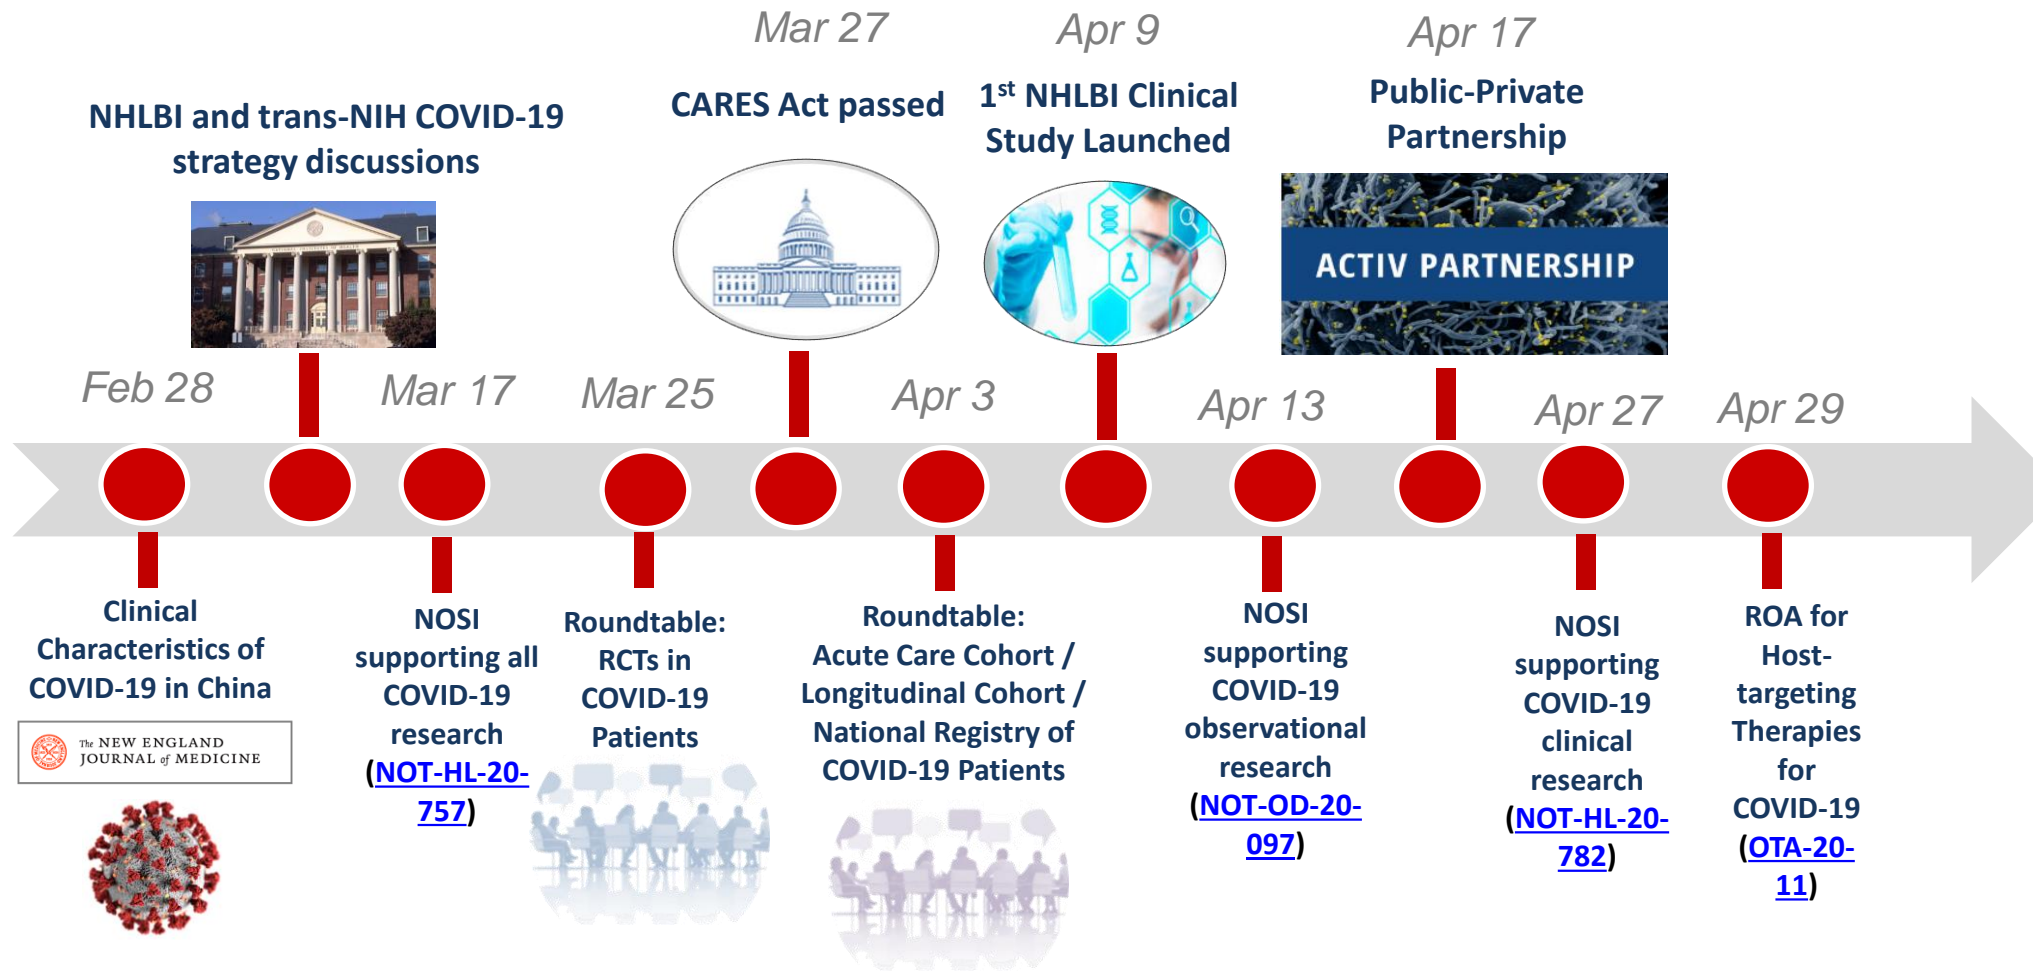 Mar 27
Apr 9
Apr 17
NHLBI and trans-NIH COVID-19
strategy discussions
CARES Act passed
1st NHLBI Clinical
Study Launched
Public-Private
Partnership
ACTIV PARTNERSHIP
Feb 28
Mar 17
Mar 25
Apr 3
Apr 13
Apr 27
Apr 29
Clinical
Characteristics of
COVID-19 in China
The NEW ENGLAND
JOURNAL of MEDICINE
NOSI
supporting all
COVID-19
research
(NOT-HL-20-
757)
Roundtable:
RCTs in
COVID-19
Patients
Roundtable:
Acute Care Cohort /
Longitudinal Cohort /
National Registry of
COVID-19 Patients
NOSI
supporting
COVID-19
observational
research
(NOT-OD-20-
097)
NOSI
supporting
COVID-19
clinical
research
(NOT-HL-20-
782)
ROA for
Host-
targeting
Therapies
for
COVID-19
(OTA-20-
11)